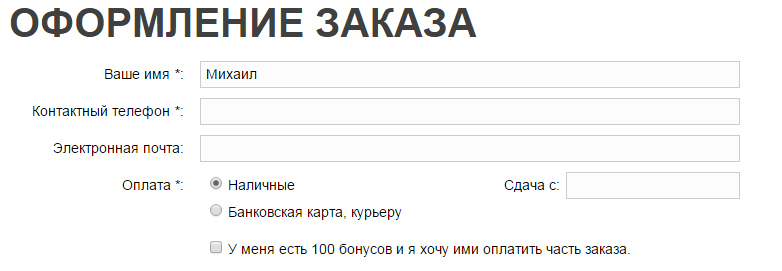 ОФОРМЛЕНИЕ ЗАКАЗА
Ваше имя *: Михаил
Контактный телефон *:
Электронная почта:
Оплата *: Наличные Сдача с:
Банковская карта, курьеру
У меня есть 100 бонусов и я хочу ими оплатить часть заказа.